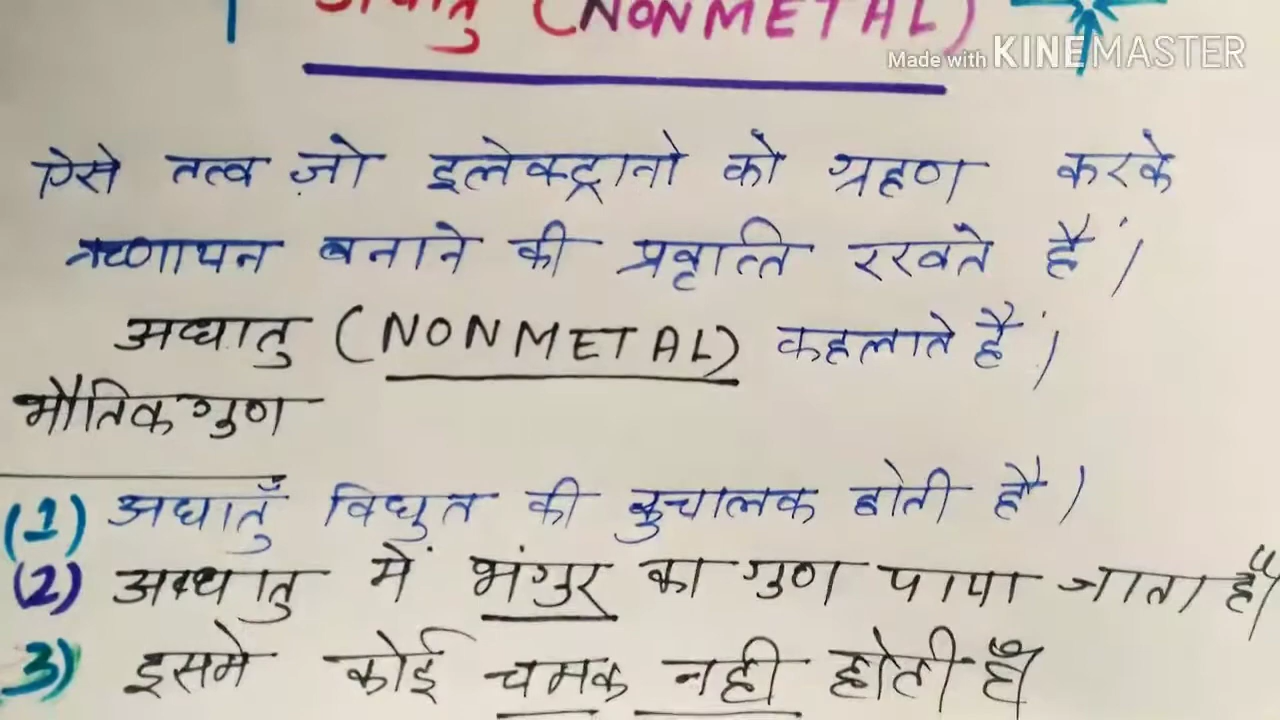 अधातु (NONMETAL)
Made with KINEMASTER
ऐसे तत्व जो इलेक्ट्रानो को ग्रहण करके
ऋणायन बनाने की प्रवृत्ति रखते हैं।
अधातु (NONMETAL) कहलाते हैं।
भौतिक गुण
(1) अधातुँ विधुत की कुचालक होती है।
(2) अधातु में भंगुर का गुण पाया जाता है।
3) इसमे कोई चमक नही होती है